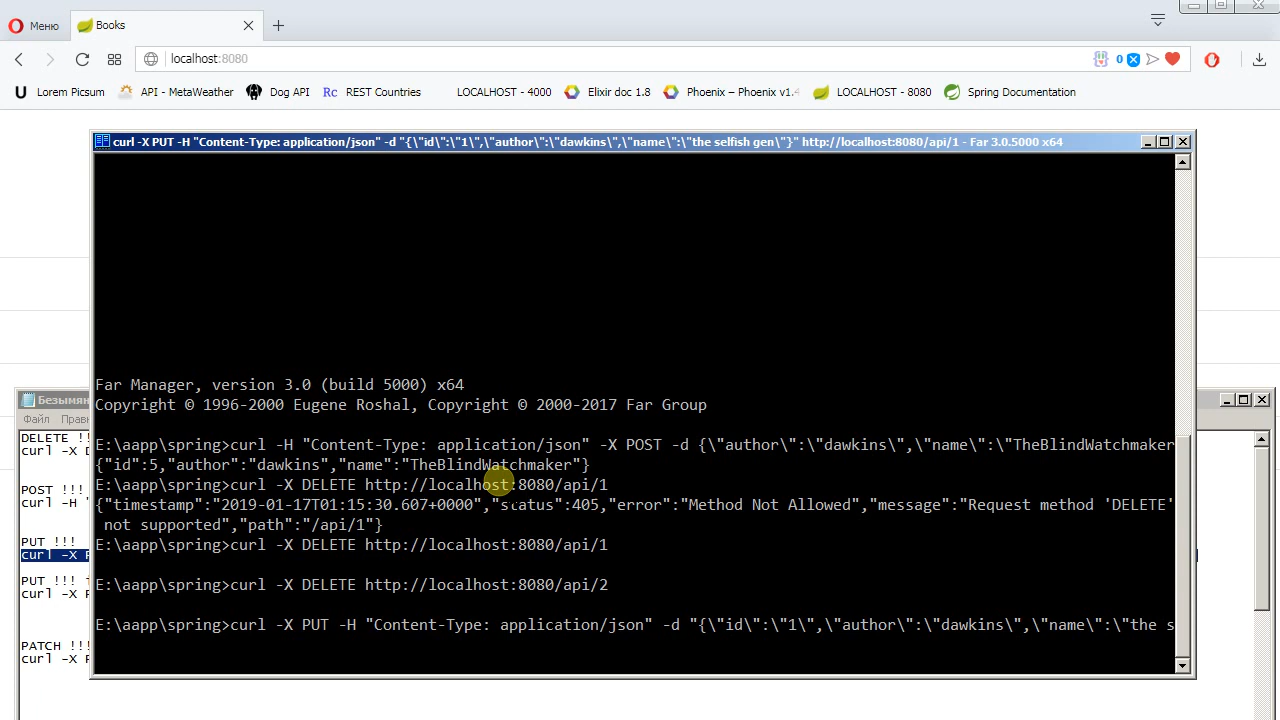 Меню
Books
localhost:8080
0
Lorem Picsum
API - MetaWeather
Dog API
Rc REST Countries
LOCALHOST - 4000
Elixir doc 1.8
Phoenix – Phoenix v1.4
LOCALHOST - 8080
Spring Documentation
curl -X PUT -H "Content-Type: application/json" -d "{\"id\":\"1\",\"author\":\"dawkins\",\"name\":\"the selfish gen\"}" http://localhost:8080/api/1 - Far 3.0.5000 x64
Far Manager, version 3.0 (build 5000) x64
Copyright © 1996-2000 Eugene Roshal, Copyright © 2000-2017 Far Group
E:\aapp\spring>curl -H "Content-Type: application/json" -X POST -d {\"author\":\"dawkins\",\"name\":\"TheBlindWatchmaker
{"id":5,"author":"dawkins","name":"TheBlindWatchmaker"}
E:\aapp\spring>curl -X DELETE http://localhost:8080/api/1
{"timestamp":"2019-01-17T01:15:30.607+0000","status":405,"error":"Method Not Allowed","message":"Request method 'DELETE'
not supported","path":"/api/1"}
E:\aapp\spring>curl -X DELETE http://localhost:8080/api/1
E:\aapp\spring>curl -X DELETE http://localhost:8080/api/2
E:\aapp\spring>curl -X PUT -H "Content-Type: application/json" -d "{\"id\":\"1\",\"author\":\"dawkins\",\"name\":\"the s
Безымян
Файл Прав
DELETE !!
curl -X D
POST !!!
curl -H
PUT !!!
curl -X P
PUT !!!
curl -X P
PATCH !!!
curl -X P